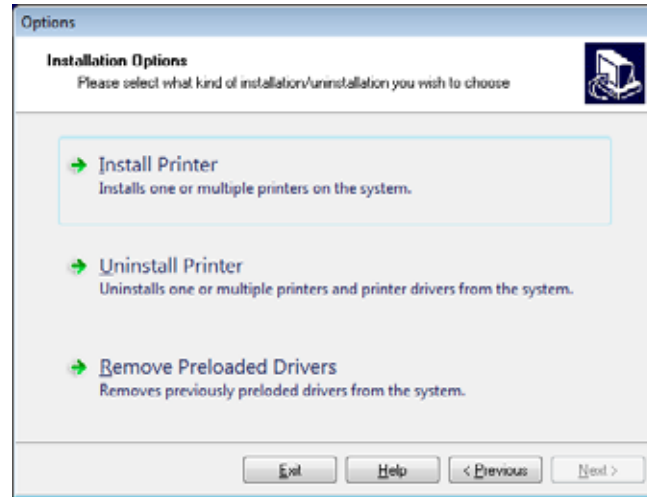 Options
Installation Options
Please select what kind of installation/uninstallation you wish to choose
Install Printer
Installs one or multiple printers on the system.
Uninstall Printer
Uninstalls one or multiple printers and printer drivers from the system.
Remove Preloaded Drivers
Removes previously preloded drivers from the system.
Exit Help < Previous Next >